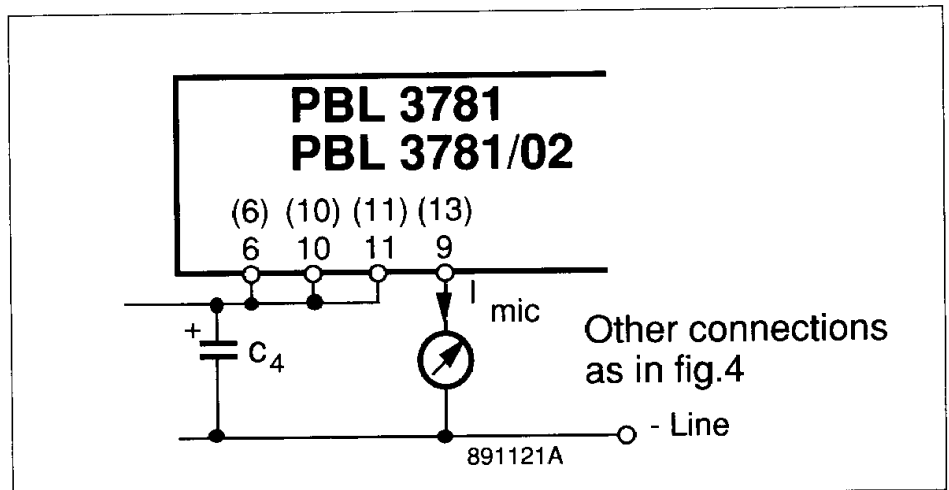 PBL 3781
PBL 3781/02
(6) (10) (11) (13)
6 10 11 9
I mic
+ C4
Other connections
as in fig.4
- Line
891121A